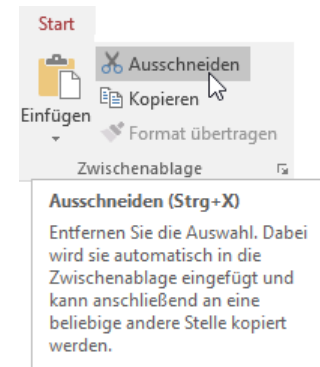 Start
Ausschneiden
Kopieren
Einfügen
Format übertragen
Zwischenablage
Ausschneiden (Strg+X)
Entfernen Sie die Auswahl. Dabei
wird sie automatisch in die
Zwischenablage eingefügt und
kann anschließend an eine
beliebige andere Stelle kopiert
werden.